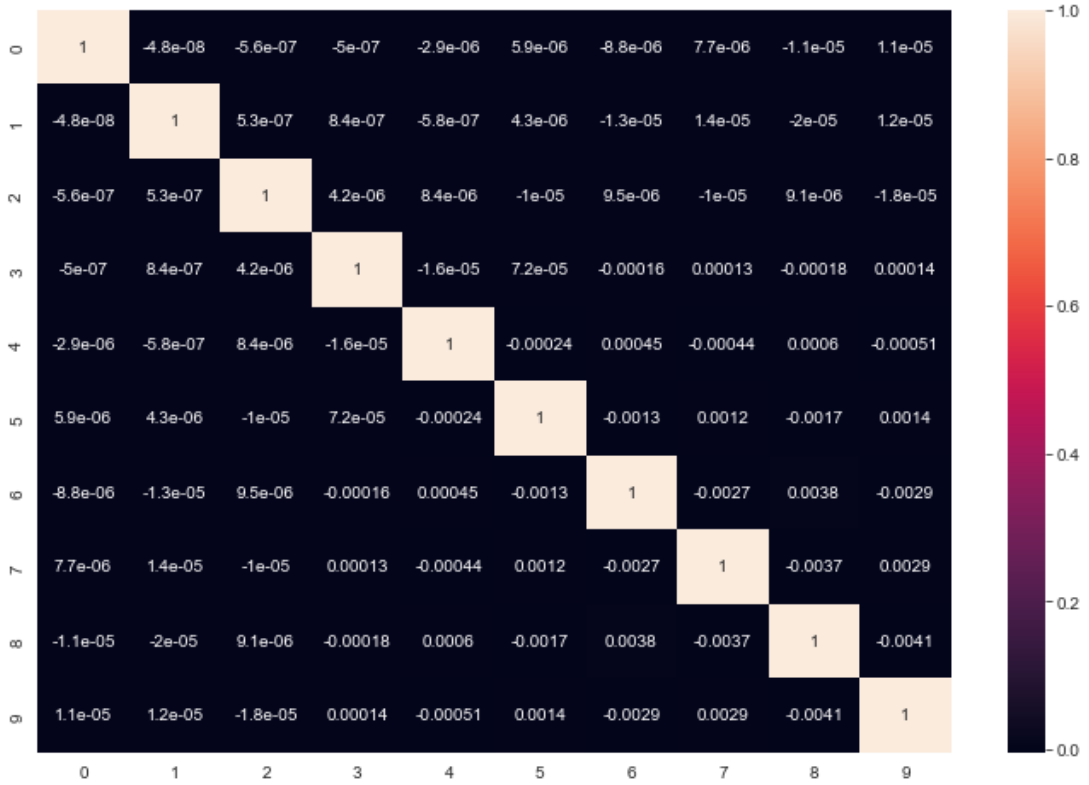 0 1 -4.8e-08 -5.6e-07 -5e-07 -2.9e-06 5.9e-06 -8.8e-06 7.7e-06 -1.1e-05 1.1e-05 1.0
1 -4.8e-08 1 5.3e-07 8.4e-07 -5.8e-07 4.3e-06 -1.3e-05 1.4e-05 -2e-05 1.2e-05
0.8
2 -5.6e-07 5.3e-07 1 4.2e-06 8.4e-06 -1e-05 9.5e-06 -1e-05 9.1e-06 -1.8e-05
3 -5e-07 8.4e-07 4.2e-06 1 -1.6e-05 7.2e-05 -0.00016 0.00013 -0.00018 0.00014
0.6
4 -2.9e-06 -5.8e-07 8.4e-06 -1.6e-05 1 -0.00024 0.00045 -0.00044 0.0006 -0.00051
5 5.9e-06 4.3e-06 -1e-05 7.2e-05 -0.00024 1 -0.0013 0.0012 -0.0017 0.0014
0.4
6 -8.8e-06 -1.3e-05 9.5e-06 -0.00016 0.00045 -0.0013 1 -0.0027 0.0038 -0.0029
7 7.7e-06 1.4e-05 -1e-05 0.00013 -0.00044 0.0012 -0.0027 1 -0.0037 0.0029
0.2
8 -1.1e-05 -2e-05 9.1e-06 -0.00018 0.0006 -0.0017 0.0038 -0.0037 1 -0.0041
9 1.1e-05 1.2e-05 -1.8e-05 0.00014 -0.00051 0.0014 -0.0029 0.0029 -0.0041 1
0.0
0 1 2 3 4 5 6 7 8 9